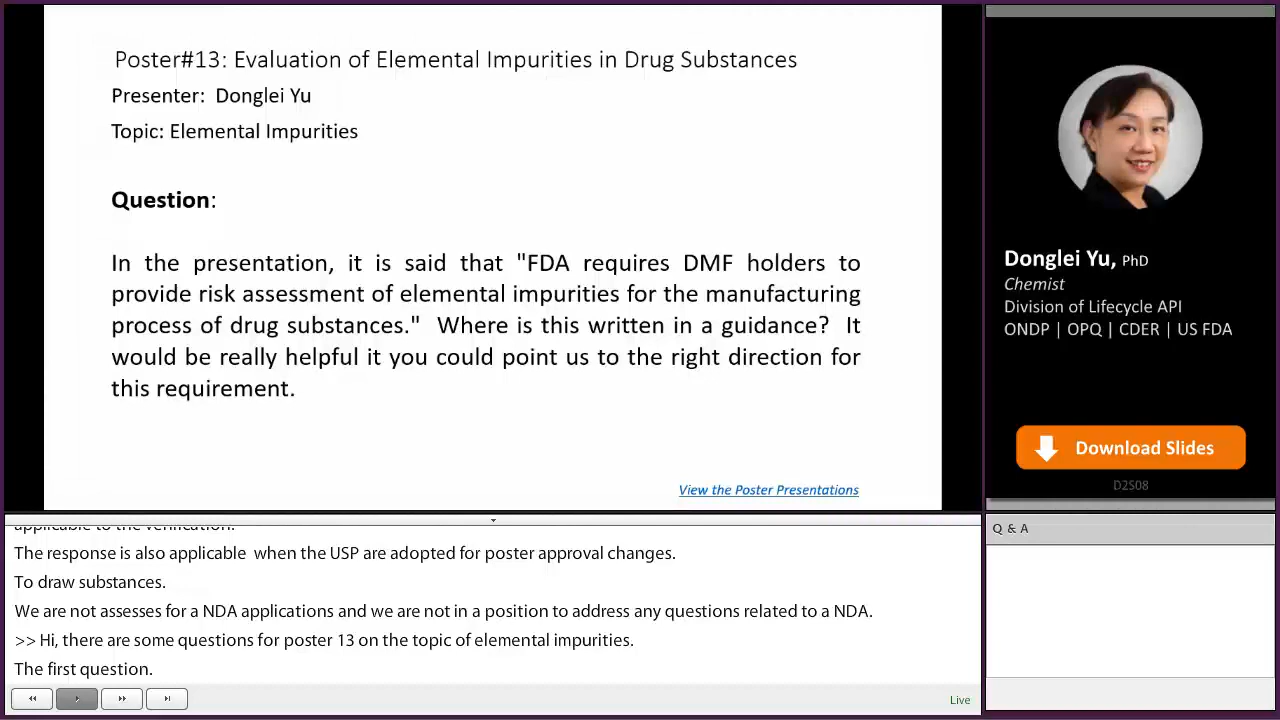 Poster#13: Evaluation of Elemental Impurities in Drug Substances
Presenter: Donglei Yu
Topic: Elemental Impurities
Question:
In the presentation, it is said that "FDA requires DMF holders to
provide risk assessment of elemental impurities for the manufacturing
process of drug substances." Where is this written in a guidance? It
would be really helpful it you could point us to the right direction for
this requirement.
View the Poster Presentations
Donglei Yu, PhD
Chemist
Division of Lifecycle API
ONDP | OPQ | CDER | US FDA
Download Slides
D2S08
applicable to the verification.
The response is also applicable when the USP are adopted for poster approval changes.
To draw substances.
We are not assesses for a NDA applications and we are not in a position to address any questions related to a NDA.
>> Hi, there are some questions for poster 13 on the topic of elemental impurities.
The first question.
Live
Q & A